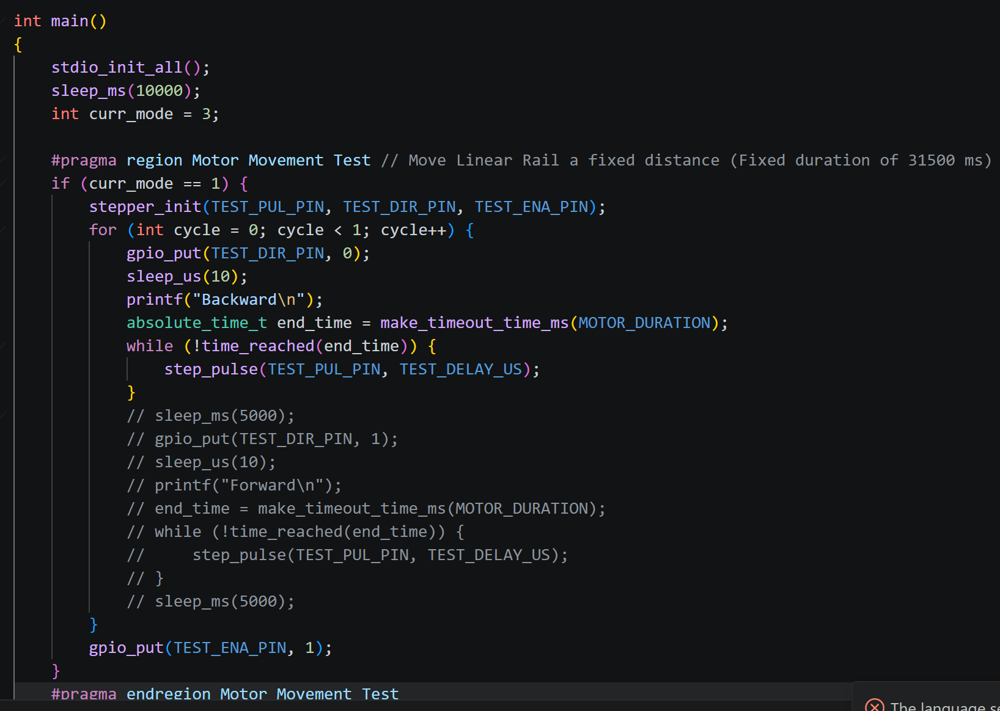 int main()
{
    stdio_init_all();
    sleep_ms(10000);
    int curr_mode = 3;

    #pragma region Motor Movement Test // Move Linear Rail a fixed distance (Fixed duration of 31500 ms)
    if (curr_mode == 1) {
        stepper_init(TEST_PUL_PIN, TEST_DIR_PIN, TEST_ENA_PIN);
        for (int cycle = 0; cycle < 1; cycle++) {
            gpio_put(TEST_DIR_PIN, 0);
            sleep_us(10);
            printf("Backward\n");
            absolute_time_t end_time = make_timeout_time_ms(MOTOR_DURATION);
            while (!time_reached(end_time)) {
                step_pulse(TEST_PUL_PIN, TEST_DELAY_US);
            }
            // sleep_ms(5000);
            // gpio_put(TEST_DIR_PIN, 1);
            // sleep_us(10);
            // printf("Forward\n");
            // end_time = make_timeout_time_ms(MOTOR_DURATION);
            // while (!time_reached(end_time)) {
            //     step_pulse(TEST_PUL_PIN, TEST_DELAY_US);
            // }
            // sleep_ms(5000);
        }
        gpio_put(TEST_ENA_PIN, 1);
    }
    #pragma endregion Motor Movement Test
The language